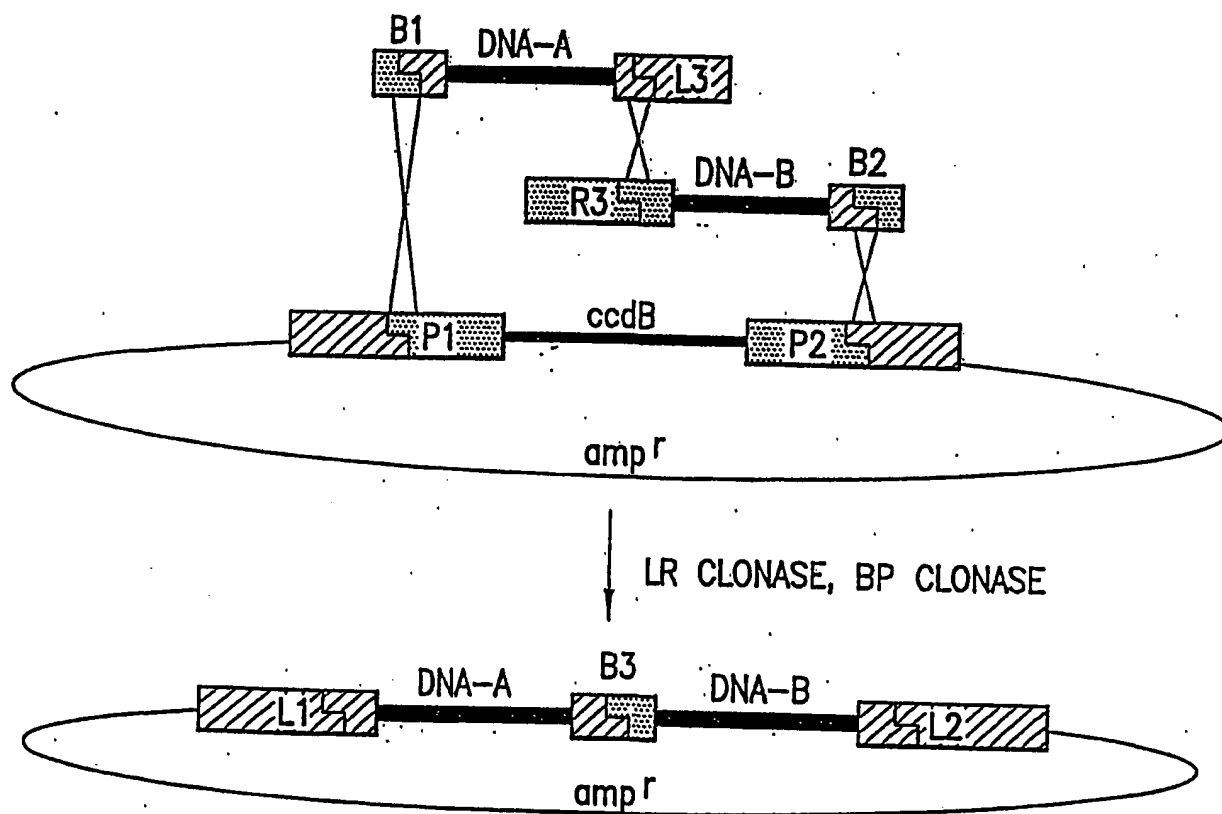 B1
DNA-A
L3
R3
DNA-B
B2
P1
ccdB
P2
amp r
LR CLONASE, BP CLONASE
L1
DNA-A
B3
DNA-B
L2
amp r